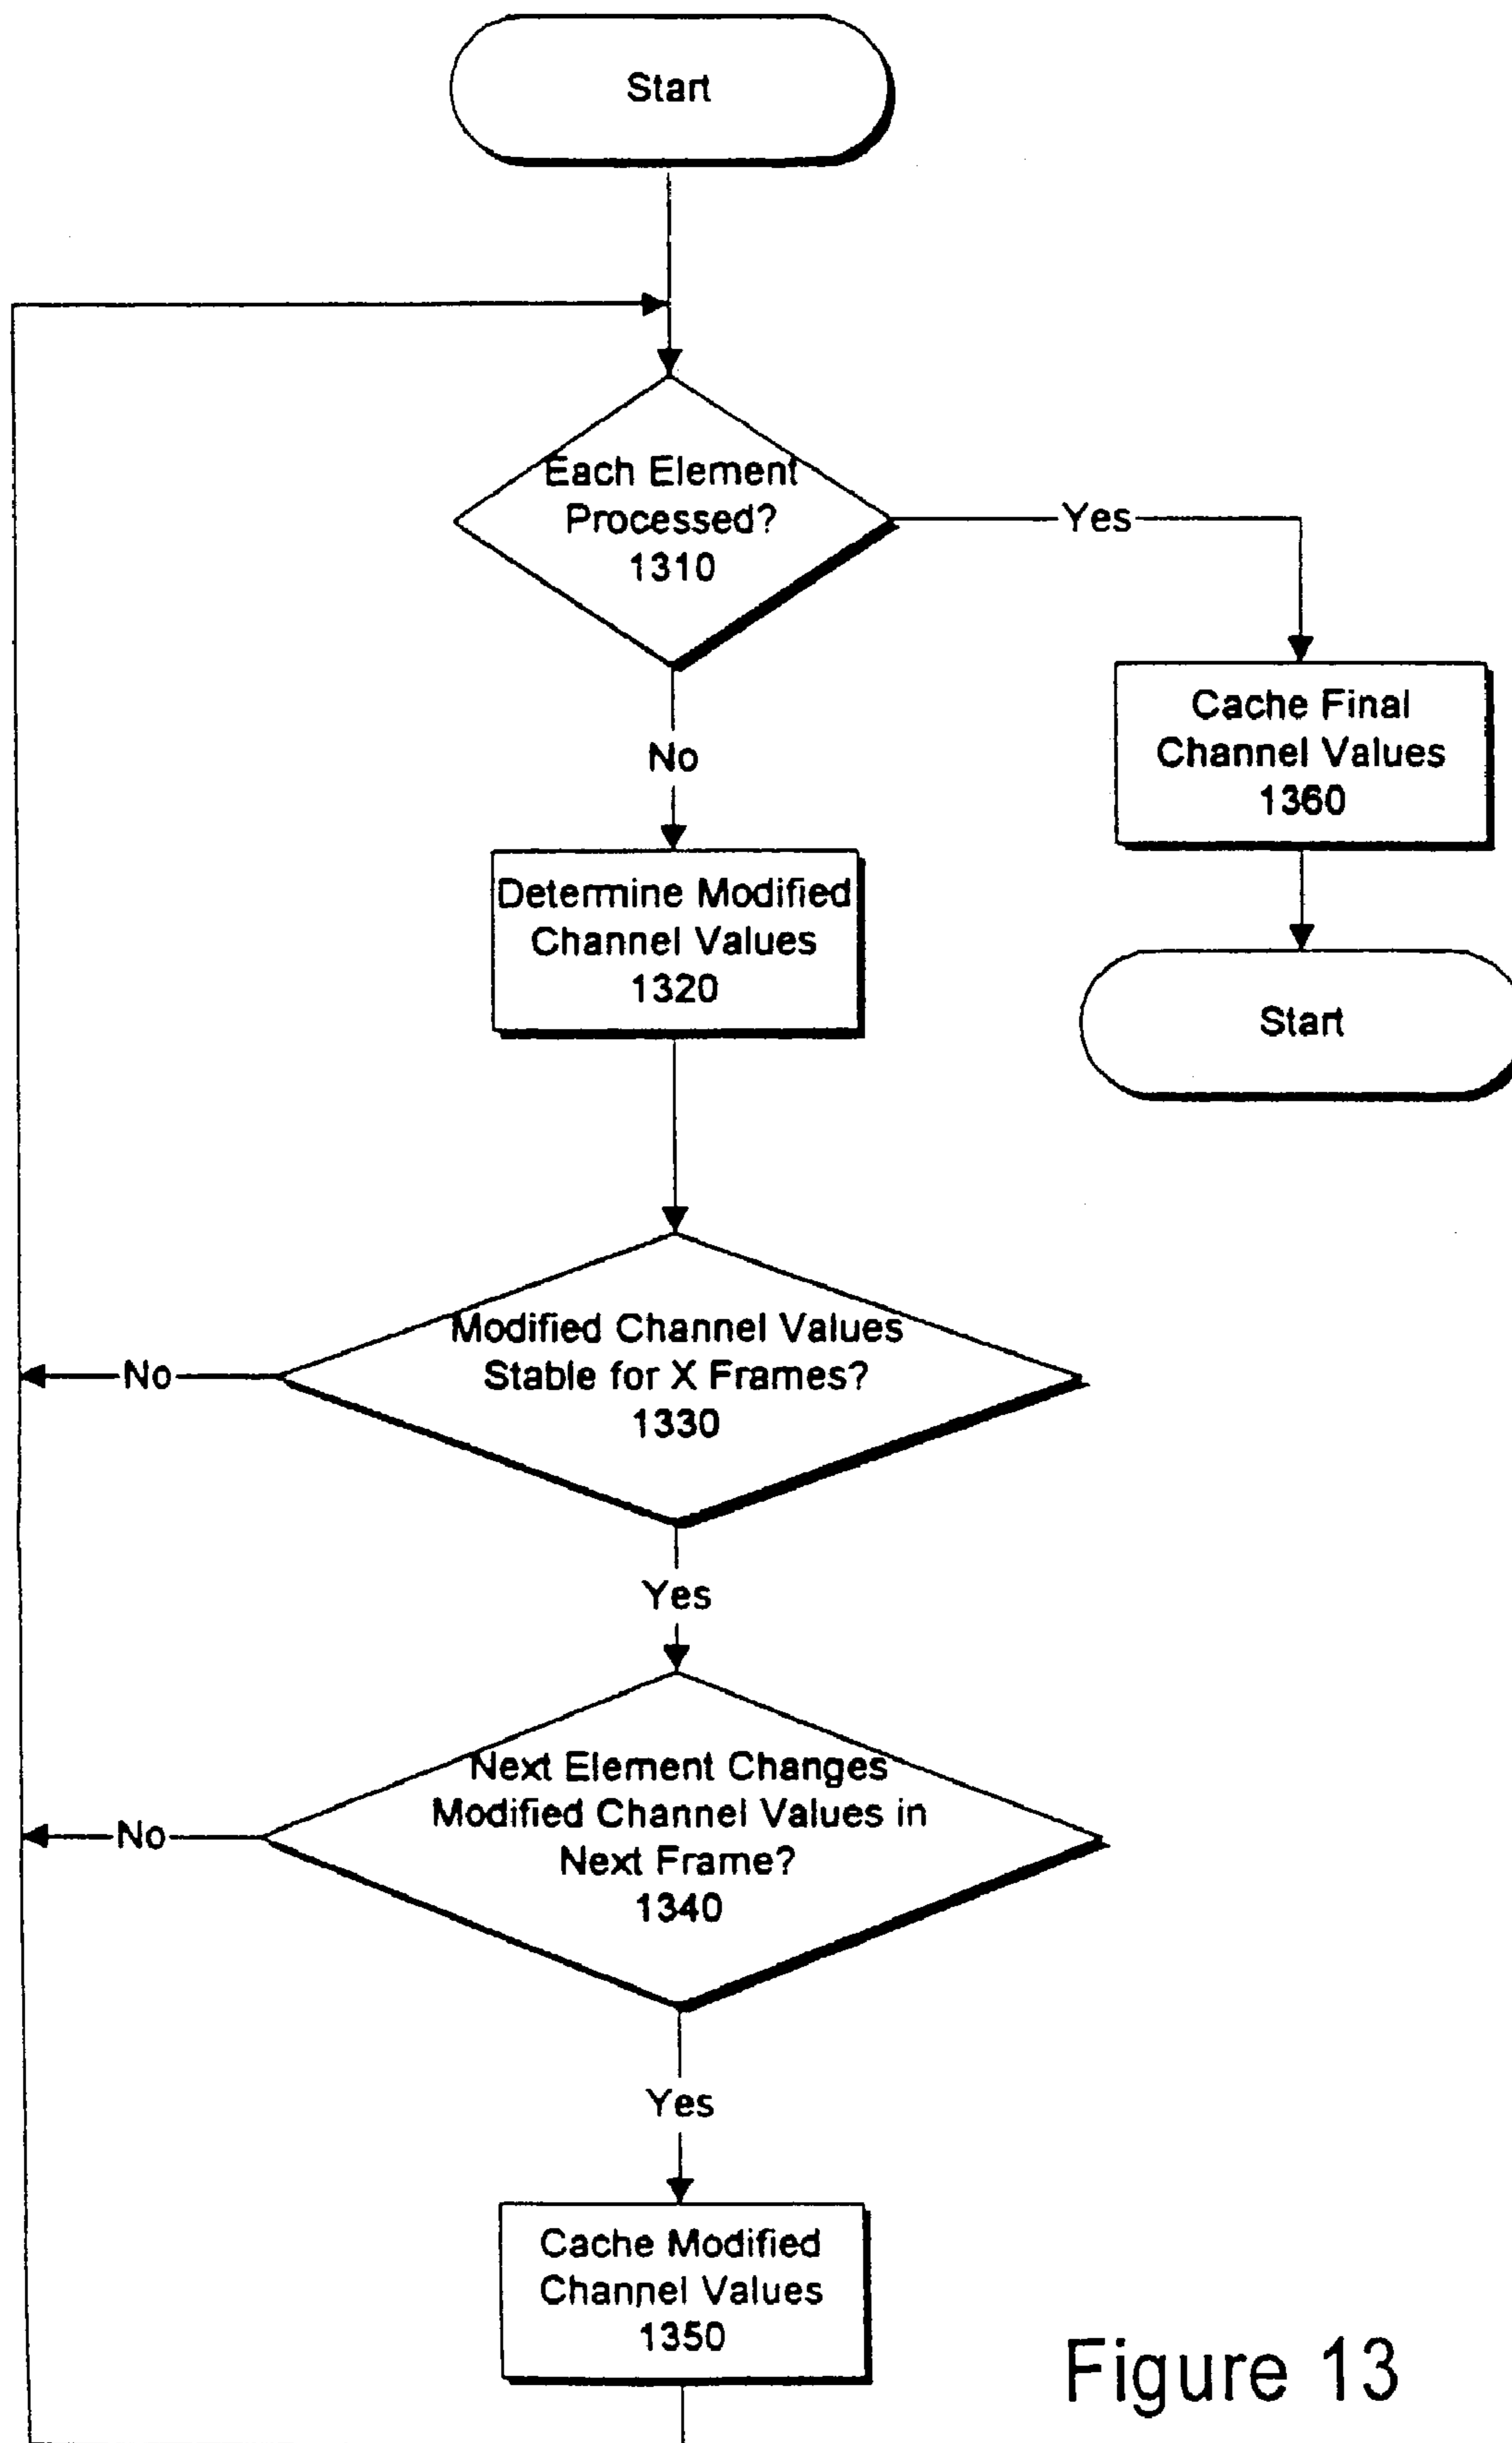 Start
Each Element
Processed?
1310
Yes
No
Cache Final
Channel Values
1360
Determine Modified
Channel Values
1320
Start
Modified Channel Values
Stable for X Frames?
1330
No
Yes
Next Element Changes
Modified Channel Values in
Next Frame?
1340
No
Yes
Cache Modified
Channel Values
1350
Figure 13